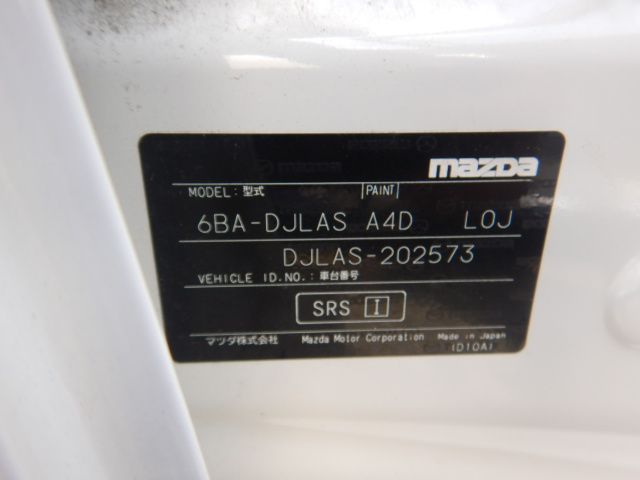 mazda
MODEL: 型式 PAINT
6BA-DJLAS A4D L0J
DJLAS-202573
VEHICLE ID.NO.: 車台番号
SRS I
マツダ株式会社 Mazda Motor Corporation Made in Japan
(D10A)